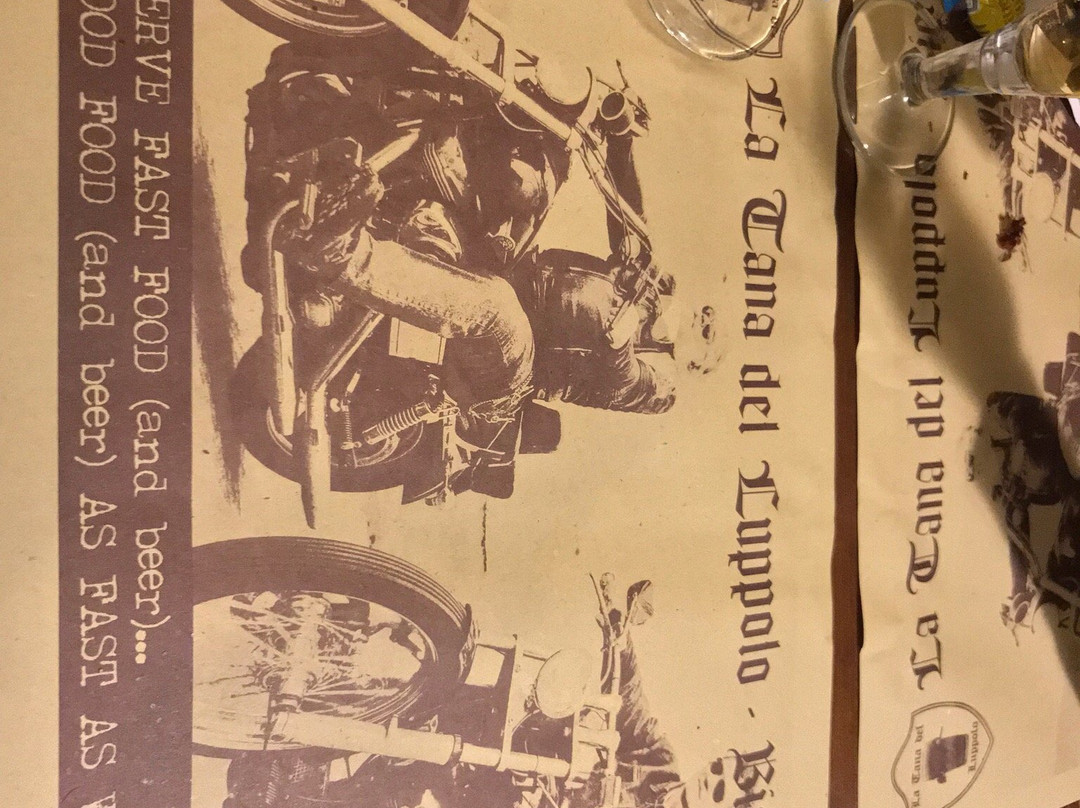 La Tana del Luppolo - Bi
ERVE FAST FOOD (and beer)...
OOD FOOD (and beer) AS FAST AS
La Tana del Luppolo -
La Tana del
Luppolo